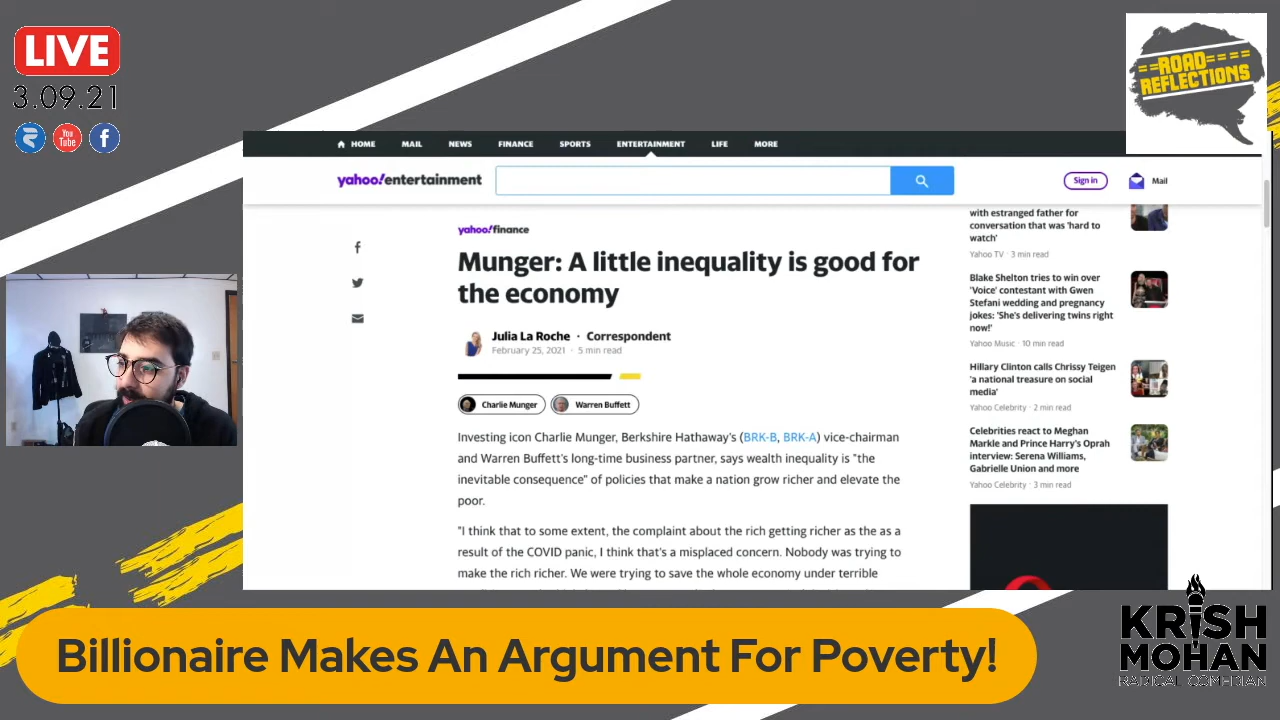 LIVE
3.09.21
You
Tube
==ROAD====
REFLECTIONS
HOME MAIL NEWS FINANCE SPORTS ENTERTAINMENT LIFE MORE
yahoo!entertainment
Sign in
Mail
yahoo!finance
Munger: A little inequality is good for
the economy
Julia La Roche · Correspondent
February 25, 2021 · 5 min read
Charlie Munger
Warren Buffett
Investing icon Charlie Munger, Berkshire Hathaway's (BRK-B, BRK-A) vice-chairman
and Warren Buffett's long-time business partner, says wealth inequality is "the
inevitable consequence" of policies that make a nation grow richer and elevate the
poor.
"I think that to some extent, the complaint about the rich getting richer as the as a
result of the COVID panic, I think that's a misplaced concern. Nobody was trying to
make the rich richer. We were trying to save the whole economy under terrible
with estranged father for
conversation that was 'hard to
watch'
Yahoo TV · 3 min read
Blake Shelton tries to win over
'Voice' contestant with Gwen
Stefani wedding and pregnancy
jokes: 'She's delivering twins right
now!'
Yahoo Music · 10 min read
Hillary Clinton calls Chrissy Teigen
'a national treasure on social
media'
Yahoo Celebrity · 2 min read
Celebrities react to Meghan
Markle and Prince Harry's Oprah
interview: Serena Williams,
Gabrielle Union and more
Yahoo Celebrity · 3 min read
Billionaire Makes An Argument For Poverty!
KRISH
MOHAN
RADICAL COMEDIAN